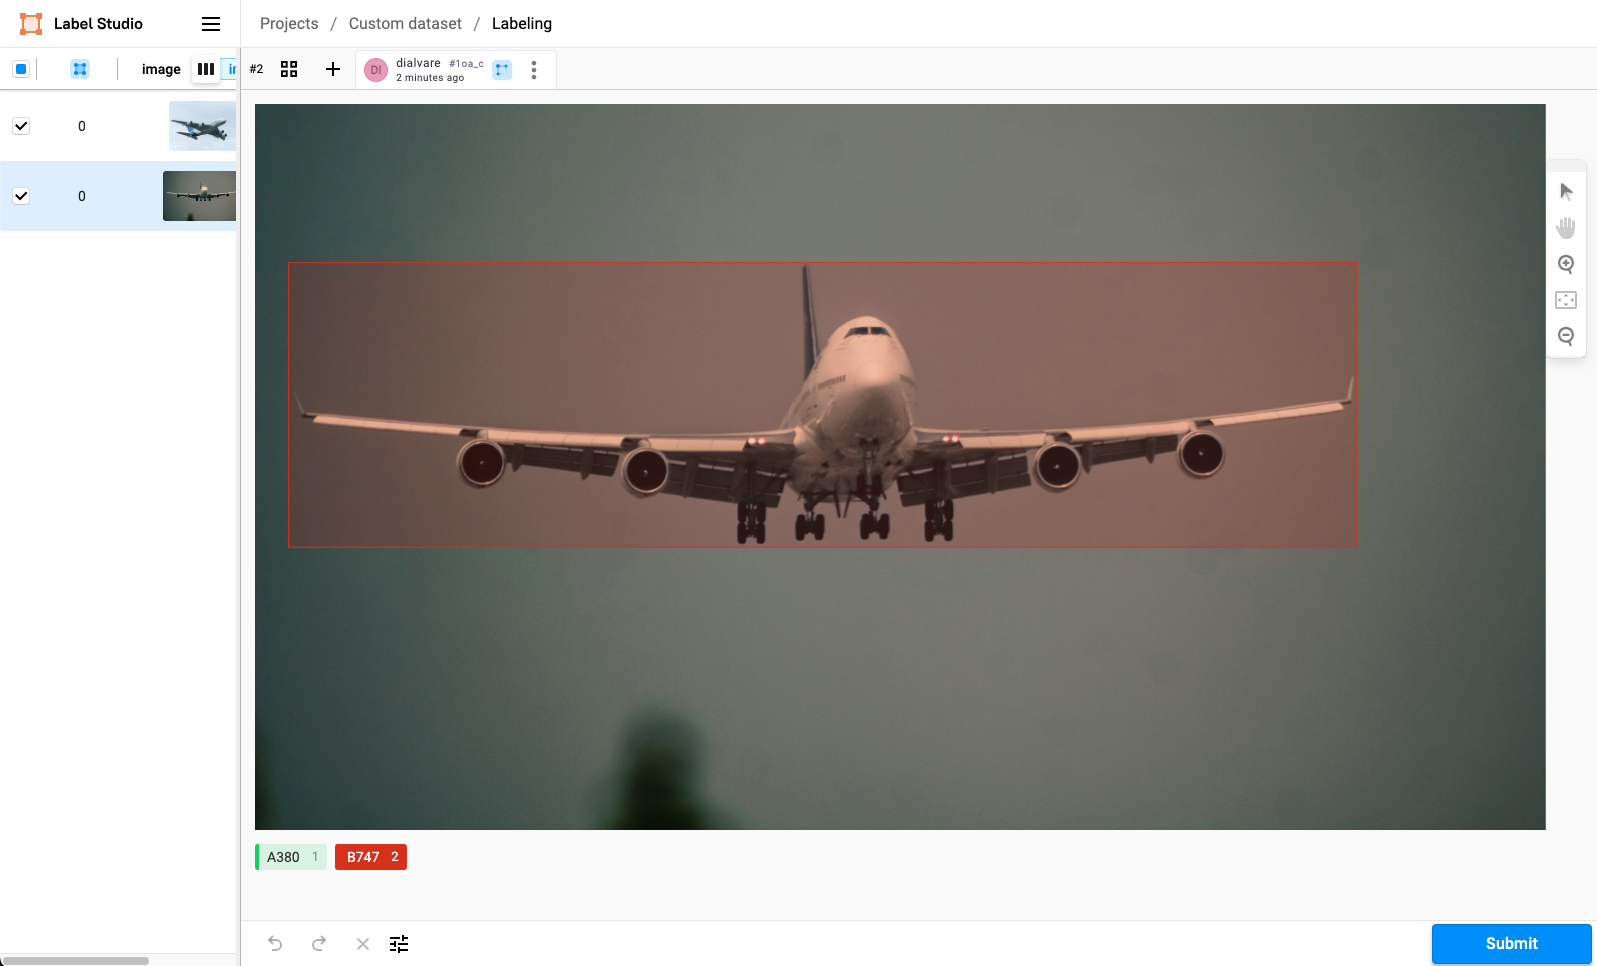 Label Studio
Projects / Custom dataset / Labeling
image
#2
DI
dialvare #1oa_c
2 minutes ago
0
0
A380 1
B747 2
Submit